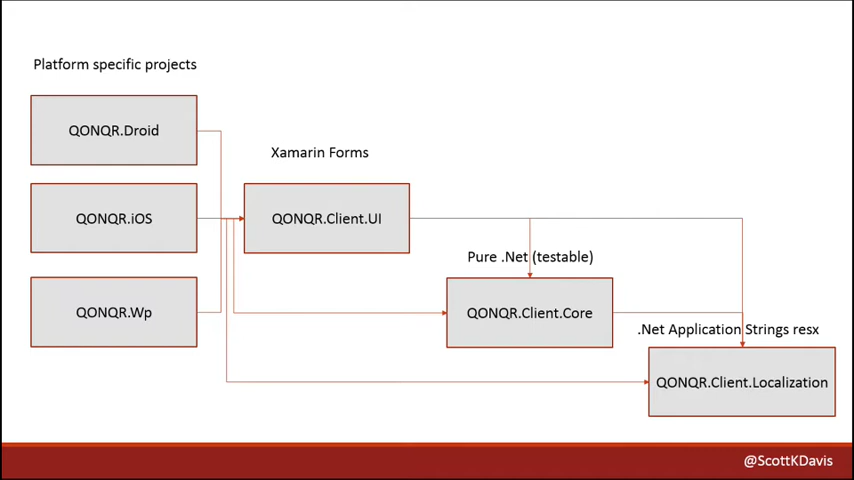 Platform specific projects
QONQR.Droid
Xamarin Forms
QONQR.iOS
QONQR.Client.UI
Pure .Net (testable)
QONQR.Wp
QONQR.Client.Core
.Net Application Strings resx
QONQR.Client.Localization
@ScottKDavis